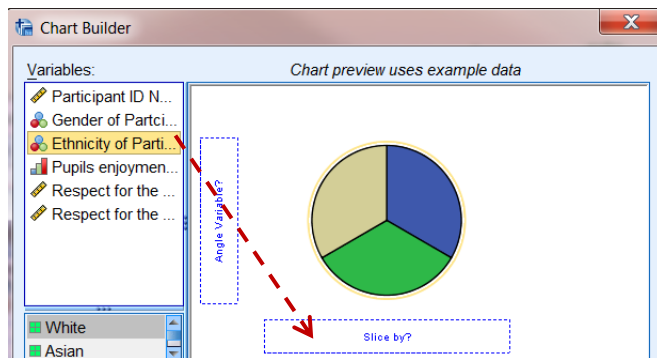 Chart Builder
X
Variables:
Chart preview uses example data
Participant ID N...
Gender of Partci...
Ethnicity of Parti...
Pupils enjoymen...
Respect for the ...
Respect for the ...
Angle Variable?
Slice by?
White
Asian